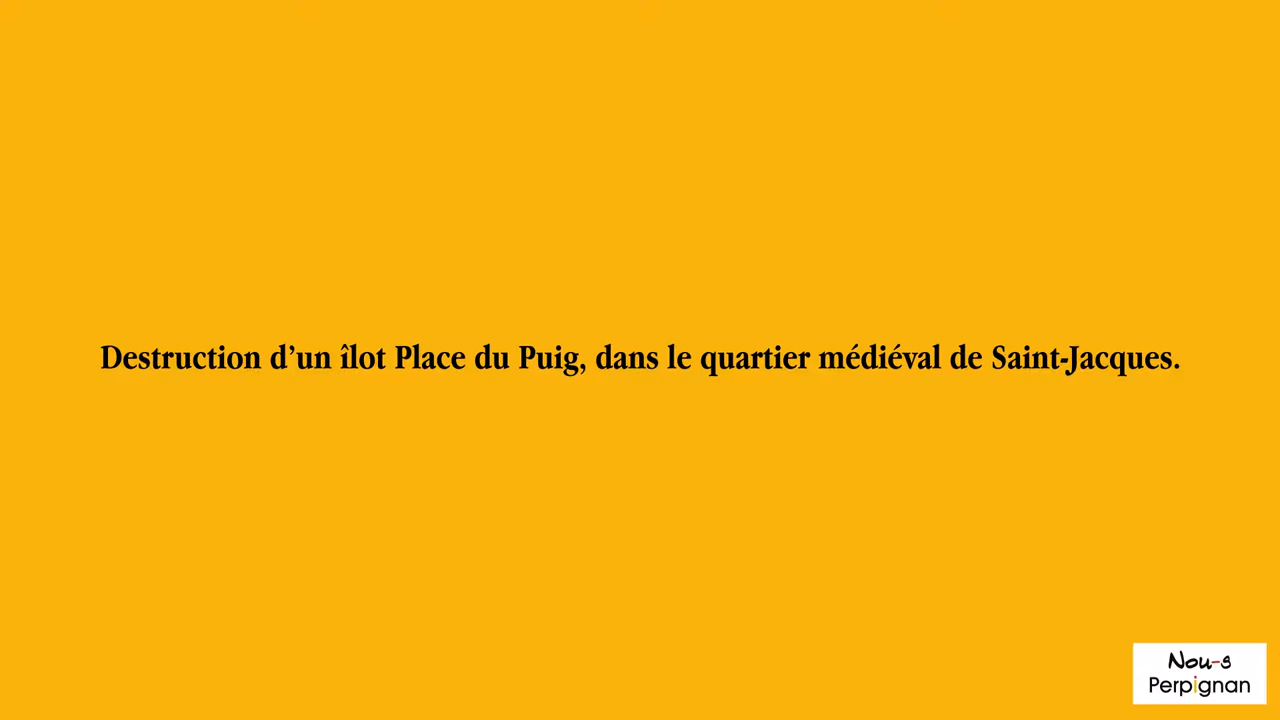 Destruction d’un îlot Place du Puig, dans le quartier médiéval de Saint-Jacques.
Nou-s
Perpignan